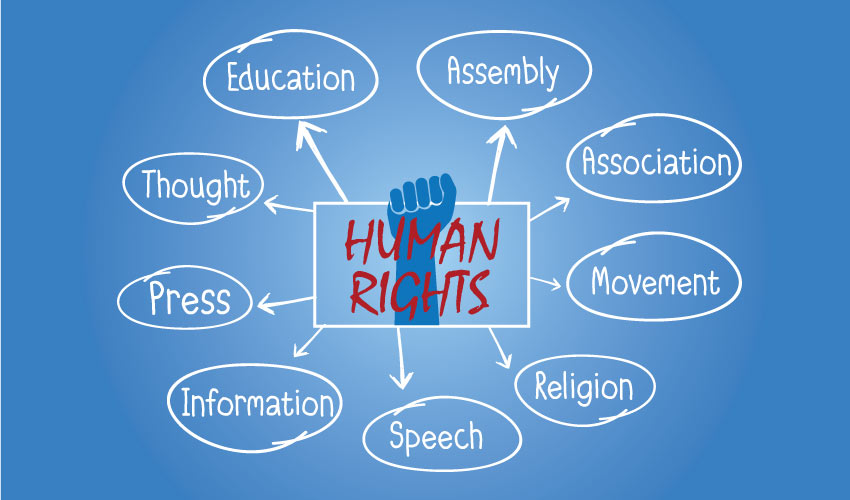 Education
Assembly
Thought
Association
HUMAN
RIGHTS
Press
Movement
Information
Speech
Religion